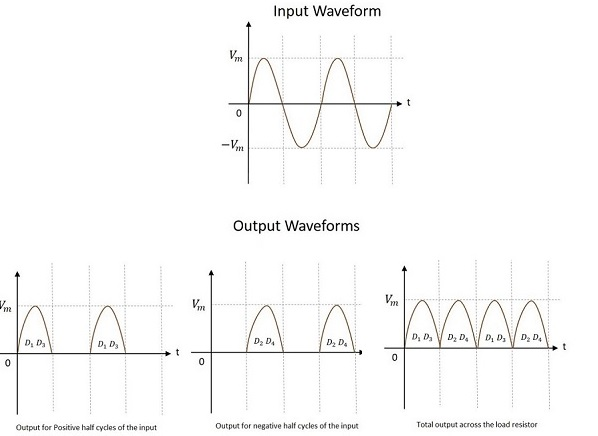 Input Waveform
Vm
t
0
−Vm
Output Waveforms
Vm
D1 D3
D1 D3
t
0
Output for Positive half cycles of the input
Vm
D2 D4
D2 D4
0
Output for negative half cycles of the input
Vm
D1 D3
D2 D4
D1 D3
D2 D4
t
0
Total output across the load resistor